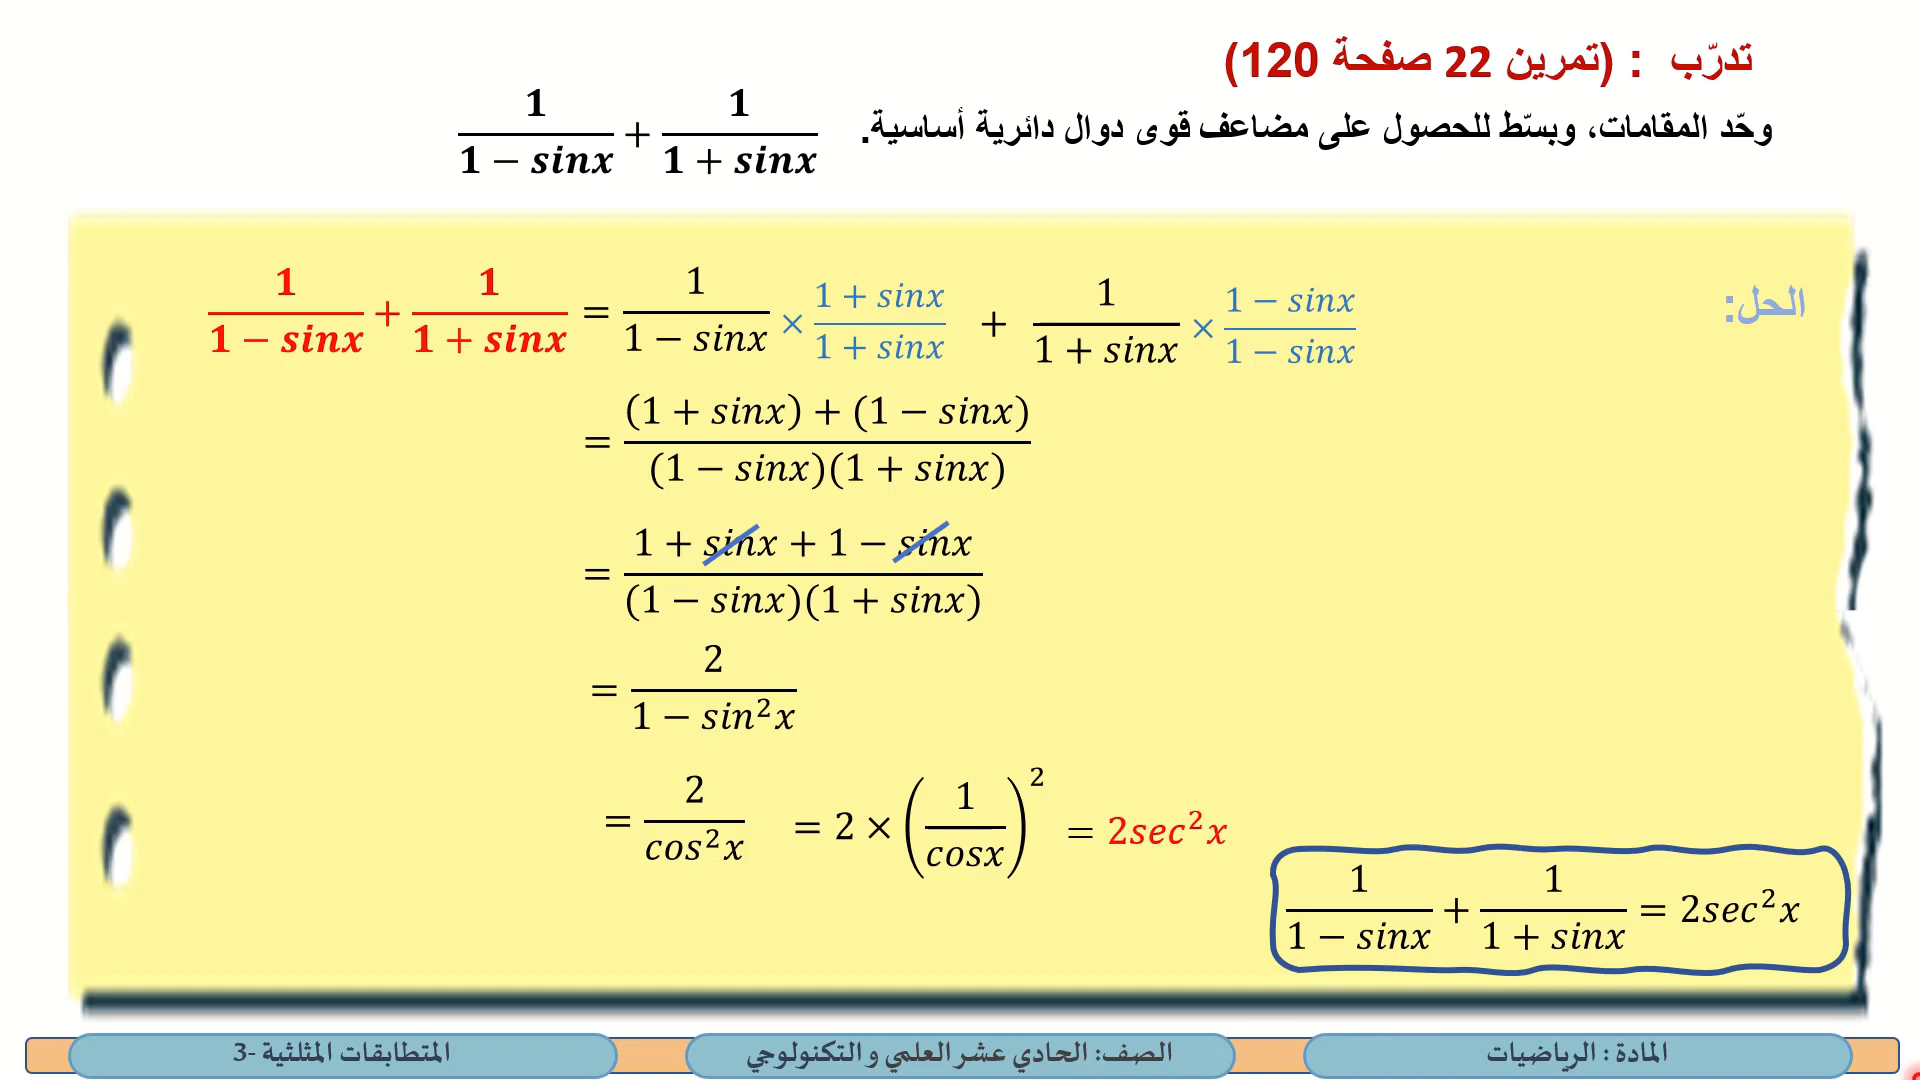 تدرّب : (تمرين 22 صفحة 120)
وحّد المقامات، وبسّط للحصول على مضاعف قوى دوال دائرية أساسية. 1/(1 − sinx) + 1/(1 + sinx)
الحل:
1/(1 − sinx) + 1/(1 + sinx) = 1/(1 − sinx) × (1 + sinx)/(1 + sinx) + 1/(1 + sinx) × (1 − sinx)/(1 − sinx)
= ((1 + sinx) + (1 − sinx))/((1 − sinx)(1 + sinx))
= (1 + sinx + 1 − sinx)/((1 − sinx)(1 + sinx))
= 2/(1 − sin²x)
= 2/cos²x = 2 × (1/cosx)² = 2sec²x
1/(1 − sinx) + 1/(1 + sinx) = 2sec²x
المادة : الرياضيات
الصف: الحادي عشر العلمي و التكنولوجي
المتطابقات المثلثية -3